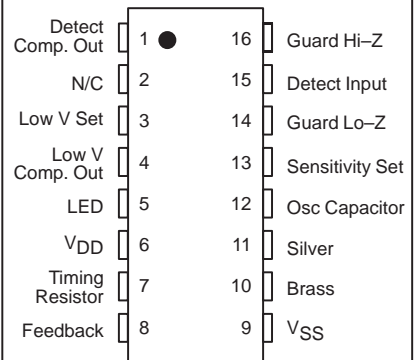 Detect
Comp. Out 1 16 Guard Hi–Z
N/C 2 15 Detect Input
Low V Set 3 14 Guard Lo–Z
Low V
Comp. Out 4 13 Sensitivity Set
LED 5 12 Osc Capacitor
VDD 6 11 Silver
Timing
Resistor 7 10 Brass
Feedback 8 9 VSS